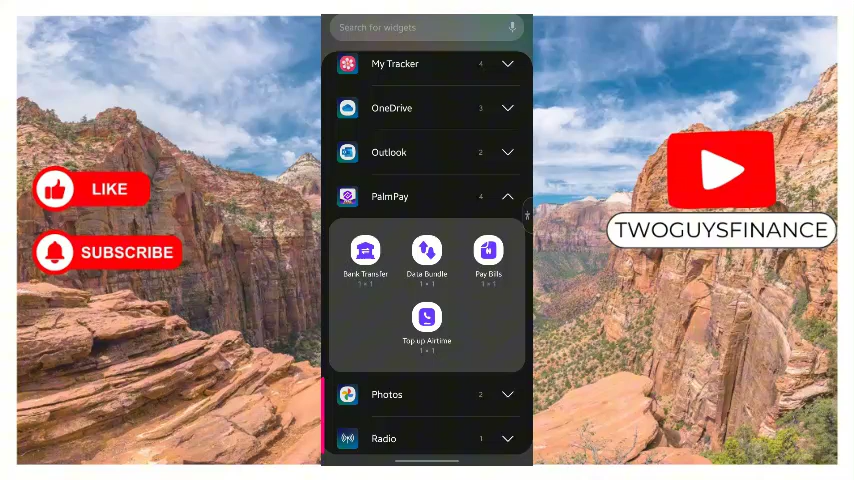 Search for widgets
My Tracker 4
OneDrive 3
Outlook 2
PalmPay 4
Bank Transfer Data Bundle Pay Bills
1 × 1 1 × 1 1 × 1
Top up Airtime
1 × 1
Photos 2
Radio 1
LIKE
SUBSCRIBE
TWOGUYSFINANCE